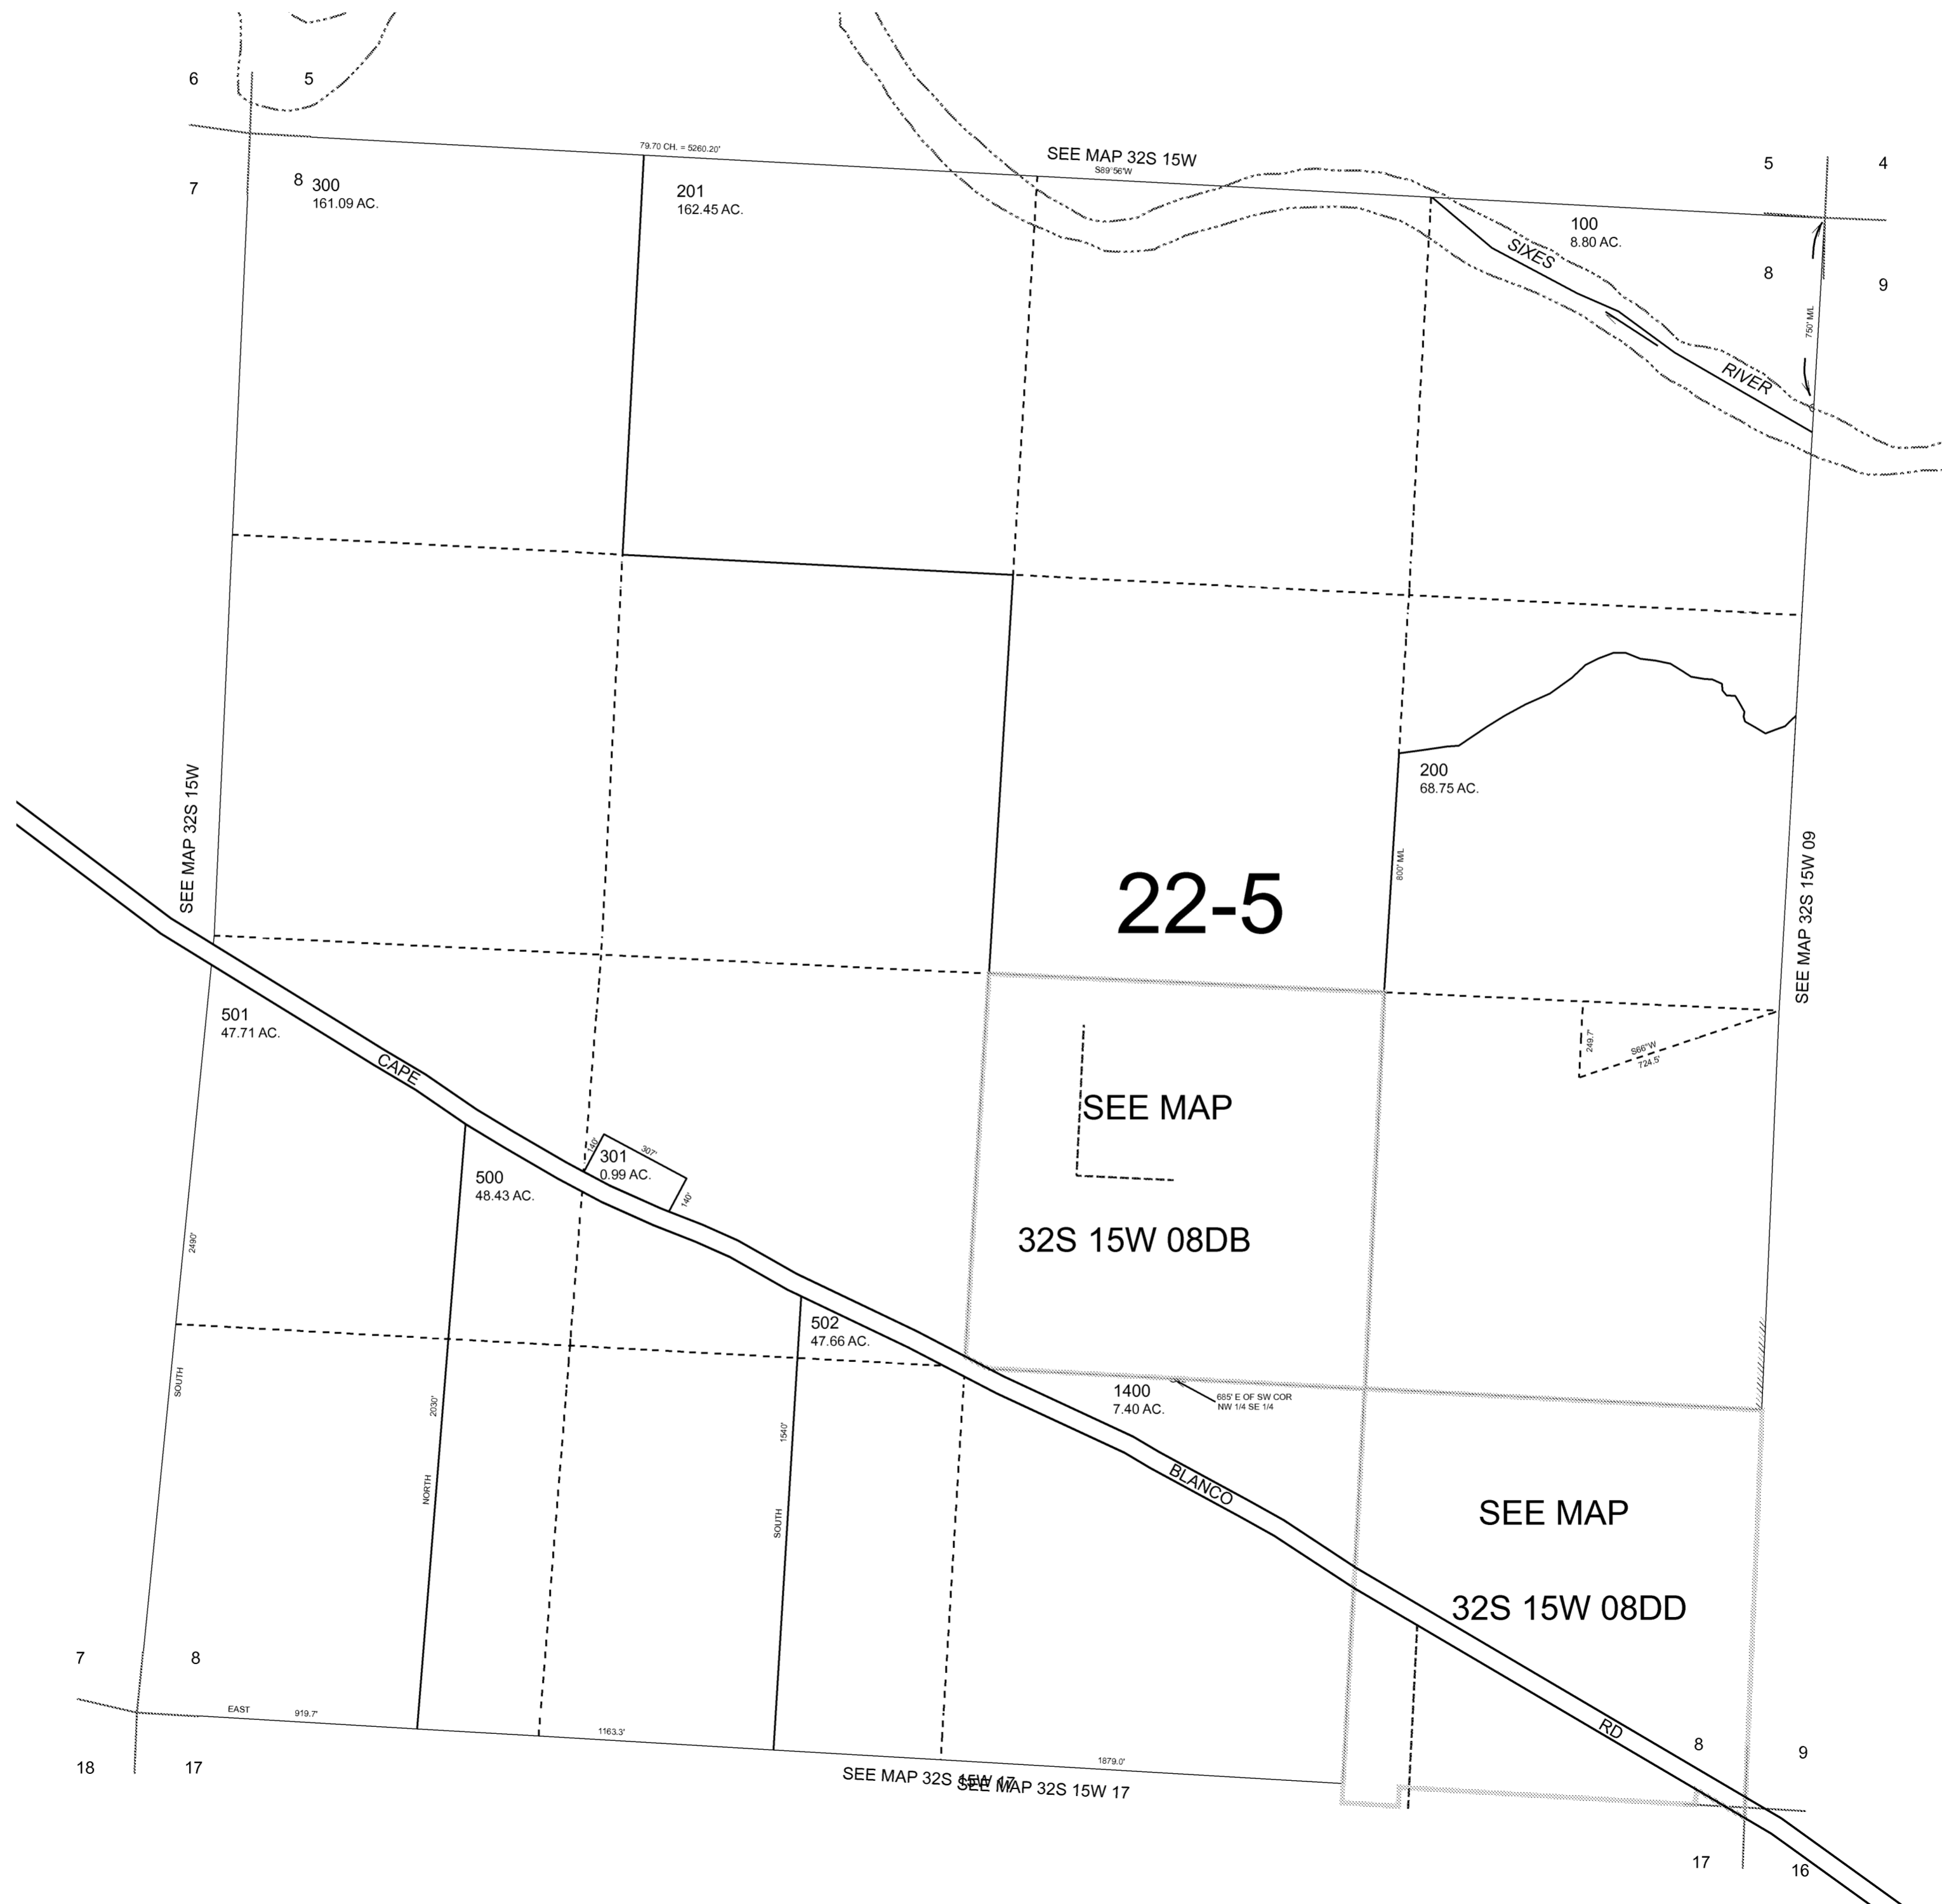 6
5
79.70 CH. = 5260.20'
SEE MAP 32S 15W
S89°56'W
5
4
7
8
300
161.09 AC.
201
162.45 AC.
100
8.80 AC.
SIXES
8
9
750' M/L
RIVER
SEE MAP 32S 15W
200
68.75 AC.
800' M/L
22-5
SEE MAP 32S 15W 09
501
47.71 AC.
CAPE
249.7'
S66°W
724.5'
SEE MAP
32S 15W 08DB
140'
307'
301
0.99 AC.
140'
500
48.43 AC.
2490'
SOUTH
502
47.66 AC.
1400
7.40 AC.
685' E OF SW COR
NW 1/4 SE 1/4
2030'
NORTH
1540'
SOUTH
BLANCO
SEE MAP
32S 15W 08DD
7
8
EAST
919.7'
1163.3'
1879.0'
RD
8
9
18
17
SEE MAP 32S 15W 17
SEE MAP 32S 15W 17
17
16